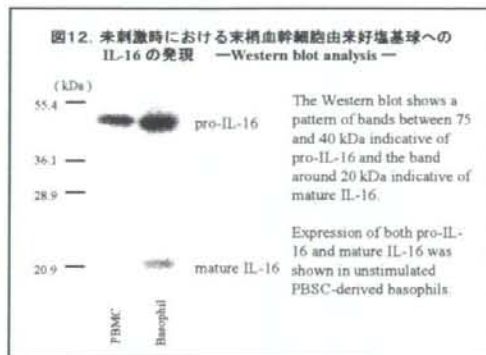 図12. 未刺激時における末梢血幹細胞由来好塩基球への
IL-16 の発現 ―Western blot analysis ―
(kDa)
55.4
36.1
28.9
20.9
pro-IL-16
mature IL-16
PBMC
Basophil
The Western blot shows a
pattern of bands between 75
and 40 kDa indicative of
pro-IL-16 and the band
around 20 kDa indicative of
mature IL-16.
Expression of both pro-IL-
16 and mature IL-16 was
shown in unstimulated
PBSC-derived basophils.